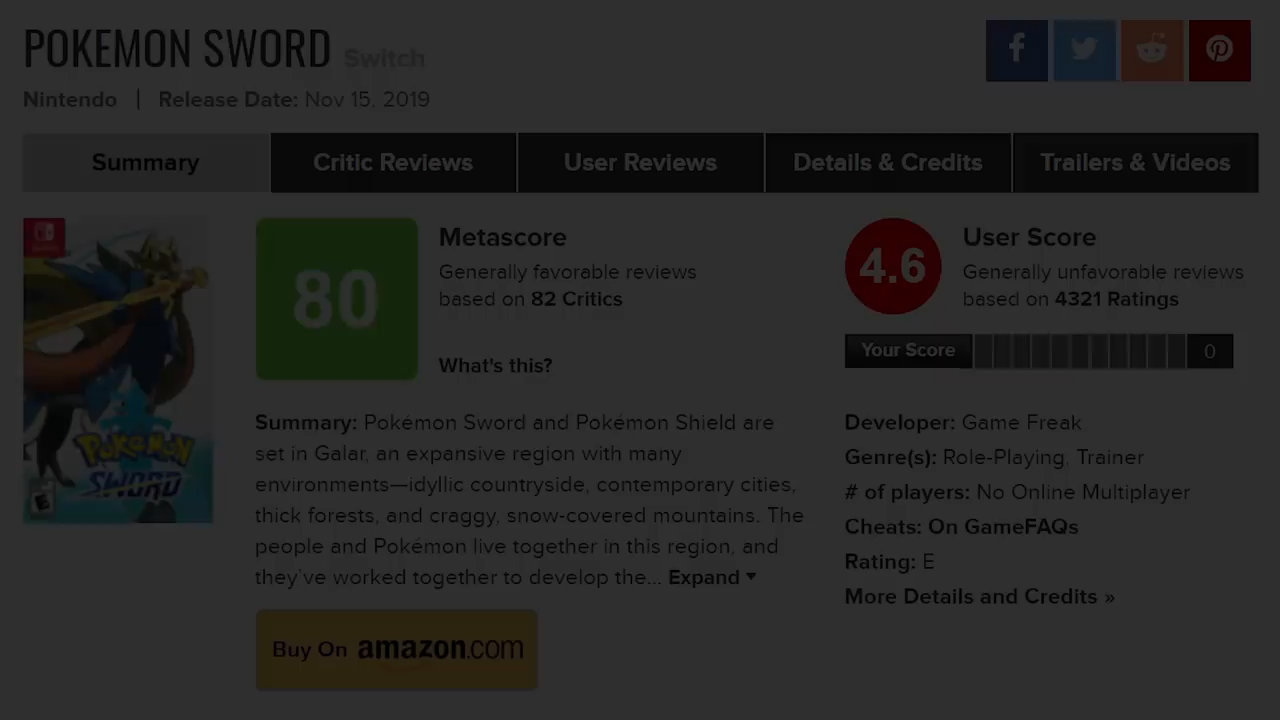 POKEMON SWORD Switch
Nintendo | Release Date: Nov 15, 2019
Summary Critic Reviews User Reviews Details & Credits Trailers & Videos
80
Metascore
Generally favorable reviews
based on 82 Critics
What's this?
4.6
User Score
Generally unfavorable reviews
based on 4321 Ratings
Your Score 0
POKéMON
SWORD
E
Summary: Pokémon Sword and Pokémon Shield are
set in Galar, an expansive region with many
environments—idyllic countryside, contemporary cities,
thick forests, and craggy, snow-covered mountains. The
people and Pokémon live together in this region, and
they've worked together to develop the... Expand
Buy On amazon.com
Developer: Game Freak
Genre(s): Role-Playing, Trainer
# of players: No Online Multiplayer
Cheats: On GameFAQs
Rating: E
More Details and Credits »